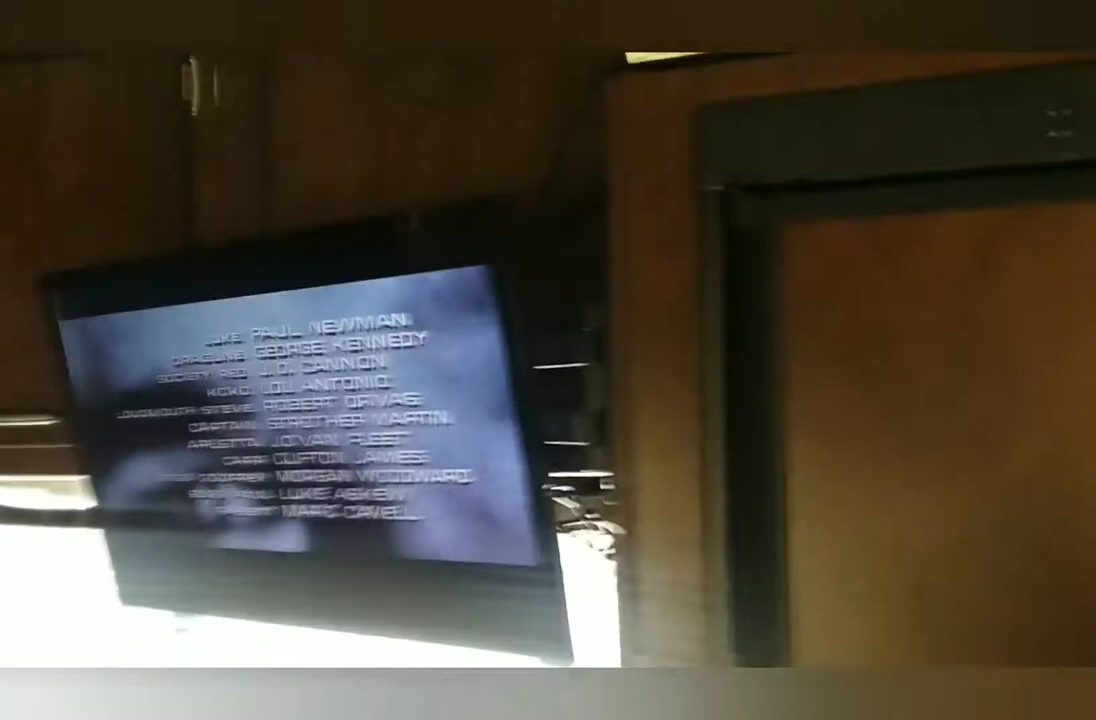 LUKE PAUL NEWMAN
DRAGLINE GEORGE KENNEDY
SOCIETY RED J.D. CANNON
KOKO LOU ANTONIO
LOUDMOUTH STEVE ROBERT DRIVAS
CAPTAIN STROTHER MARTIN
ARLETTA JO VAN FLEET
CARR CLIFTON JAMES
MORGAN WOODWARD
LUKE ASKEW
MARC CAVELL